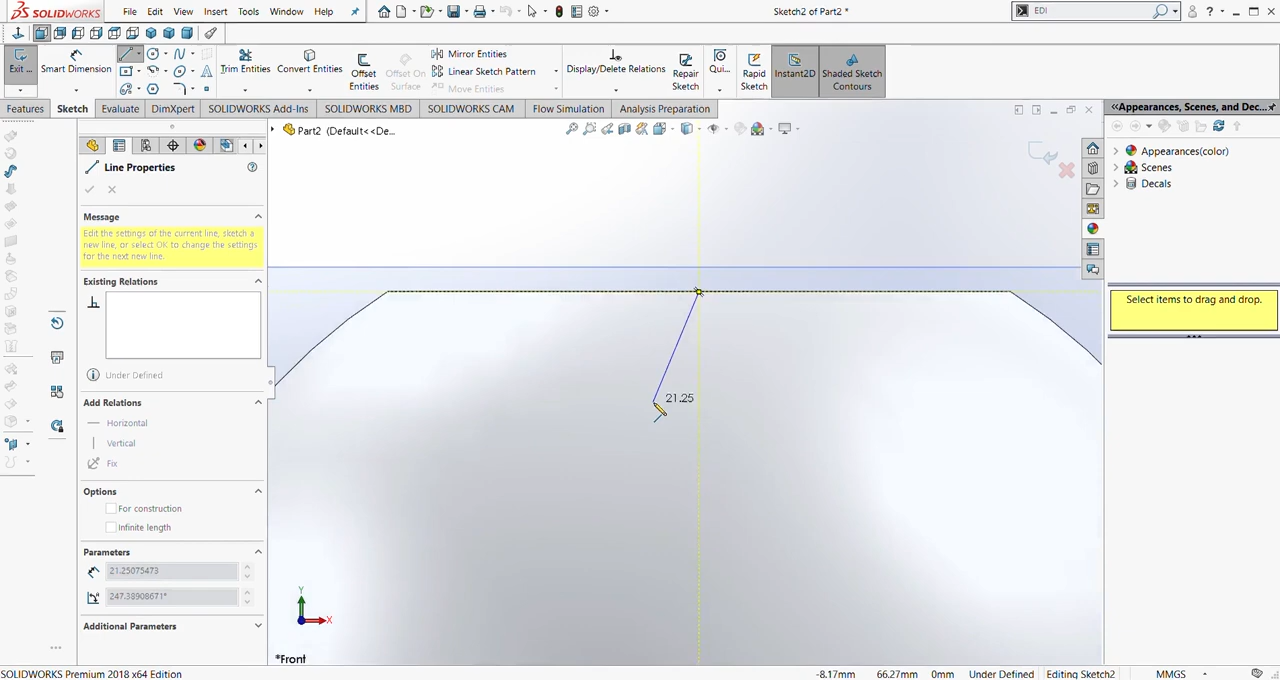 SOLIDWORKS File Edit View Insert Tools Window Help Sketch2 of Part2 * EDI
Exit ... Smart Dimension Trim Entities Convert Entities Offset Entities Offset On Surface Mirror Entities Linear Sketch Pattern Move Entities Display/Delete Relations Repair Sketch Qui... Rapid Sketch Instant2D Shaded Sketch Contours
Features Sketch Evaluate DimXpert SOLIDWORKS Add-Ins SOLIDWORKS MBD SOLIDWORKS CAM Flow Simulation Analysis Preparation
Appearances, Scenes, and Dec...
Part2 (Default<<De...
Line Properties
Message
Edit the settings of the current line, sketch a
new line, or select OK to change the settings
for the next new line.
Existing Relations
Under Defined
Add Relations
Horizontal
Vertical
Fix
Options
For construction
Infinite length
Parameters
21.25075473
247.38908671°
Additional Parameters
21.25
Y
X
*Front
Appearances(color)
Scenes
Decals
Select items to drag and drop.
SOLIDWORKS Premium 2018 x64 Edition -8.17mm 66.27mm 0mm Under Defined Editing Sketch2 MMGS